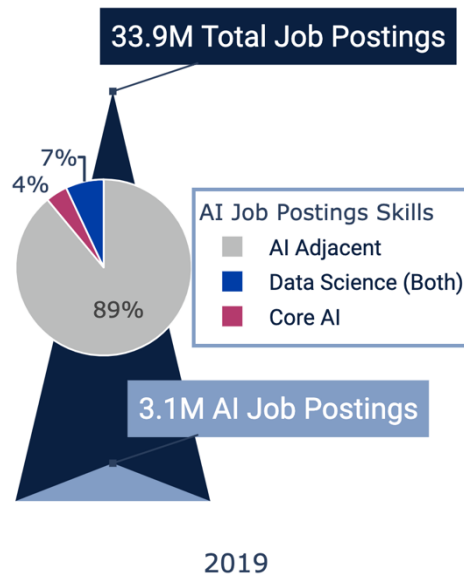 33.9M Total Job Postings
7%
4%
AI Job Postings Skills
AI Adjacent
Data Science (Both)
Core AI
89%
3.1M AI Job Postings
2019